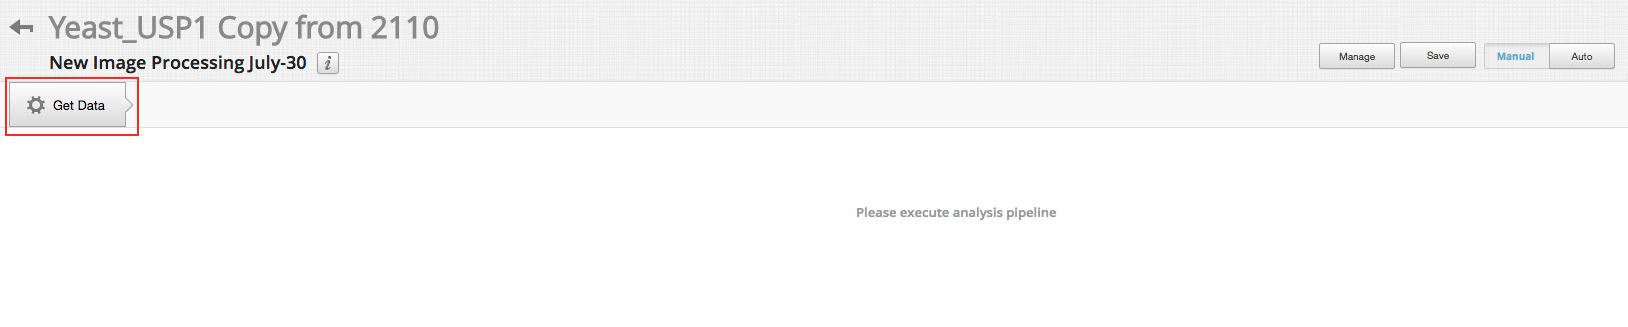 Yeast_USP1 Copy from 2110
New Image Processing July-30 i
Manage Save Manual Auto
Get Data
Please execute analysis pipeline